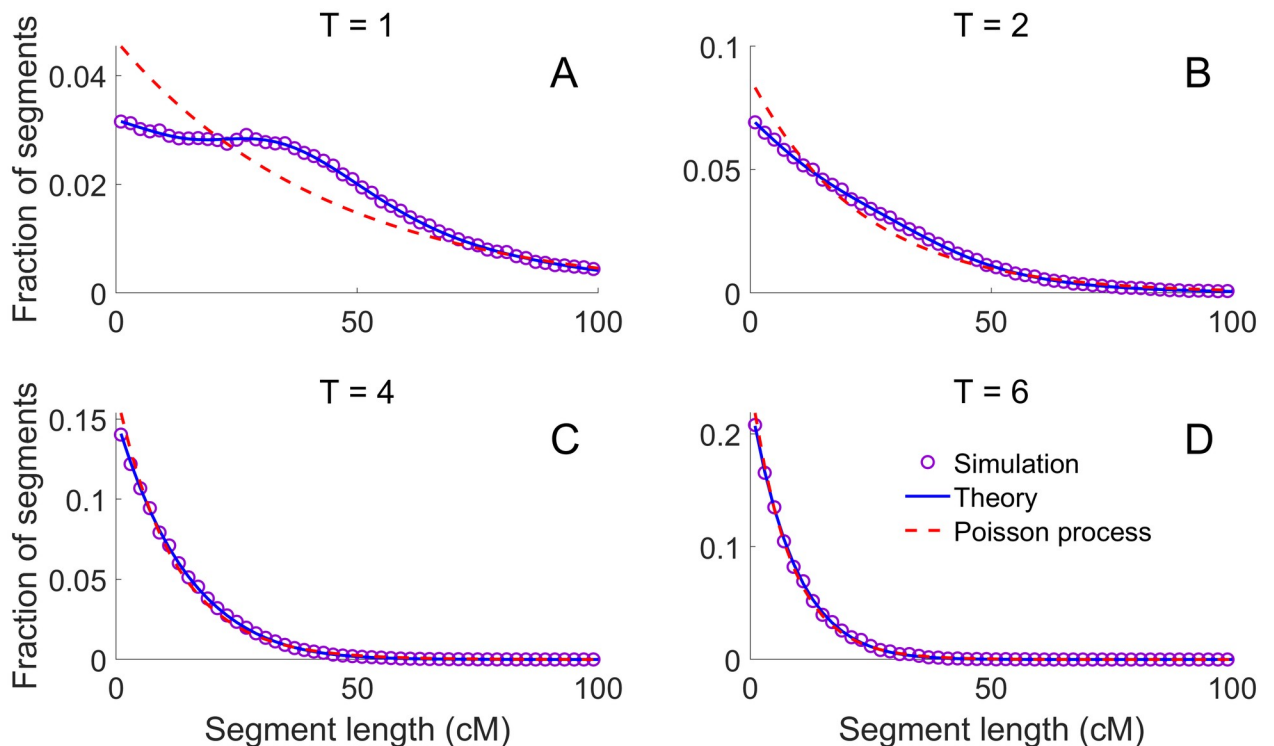 T = 1
A
Fraction of segments
0.04
0.02
0
0
50
100
T = 2
B
0.1
0.05
0
0
50
100
T = 4
C
Fraction of segments
0.15
0.1
0.05
0
0
50
100
Segment length (cM)
T = 6
D
0.2
0.1
0
Simulation
Theory
Poisson process
0
50
100
Segment length (cM)